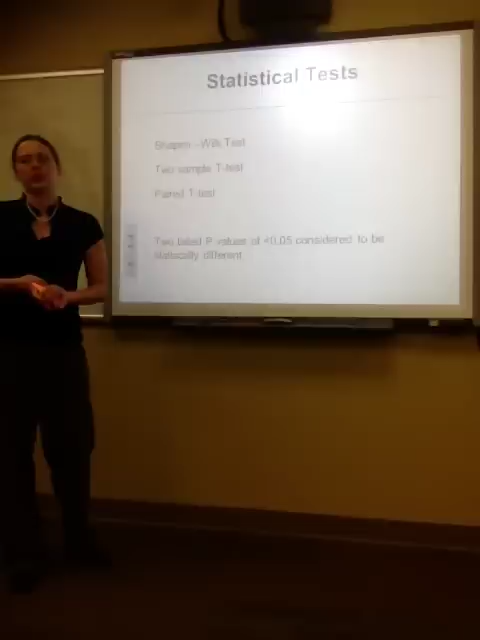 Statistical Tests
Shapiro –Wilk Test
Two sample T-test
Paired T-test
Two tailed P values of <0.05 considered to be
statiscally different